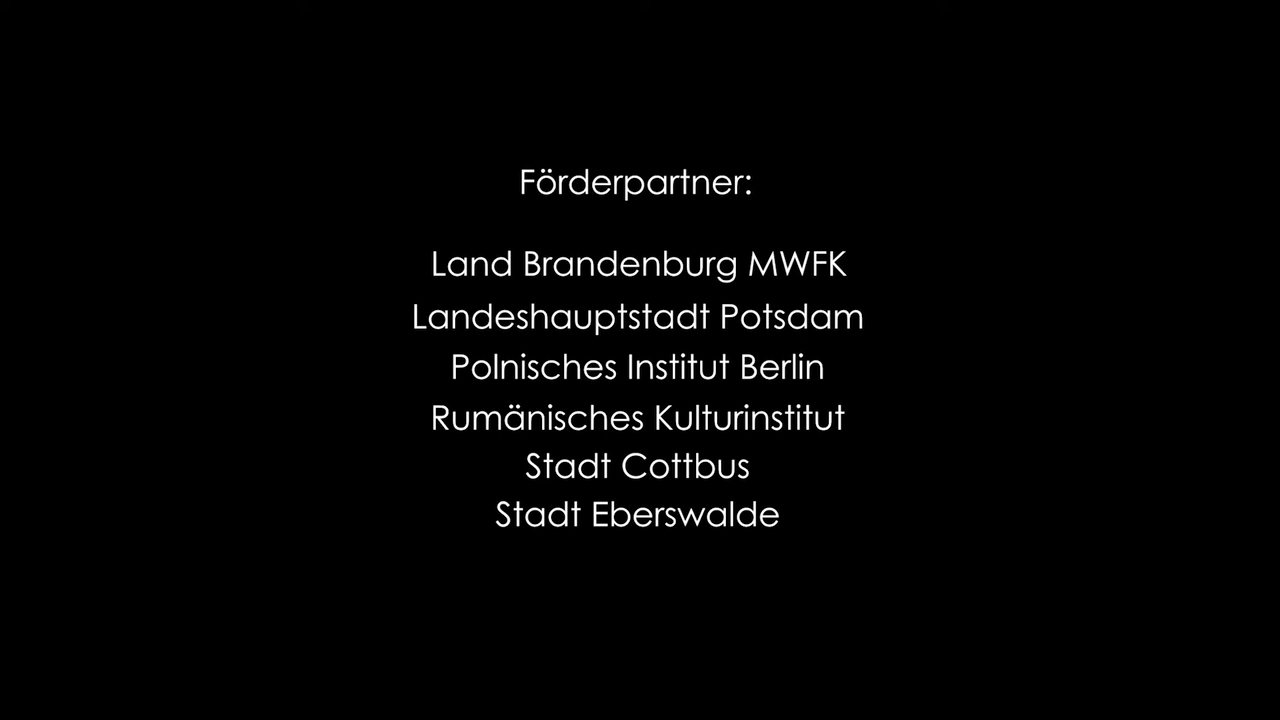 Förderpartner:
Land Brandenburg MWFK
Landeshauptstadt Potsdam
Polnisches Institut Berlin
Rumänisches Kulturinstitut
Stadt Cottbus
Stadt Eberswalde